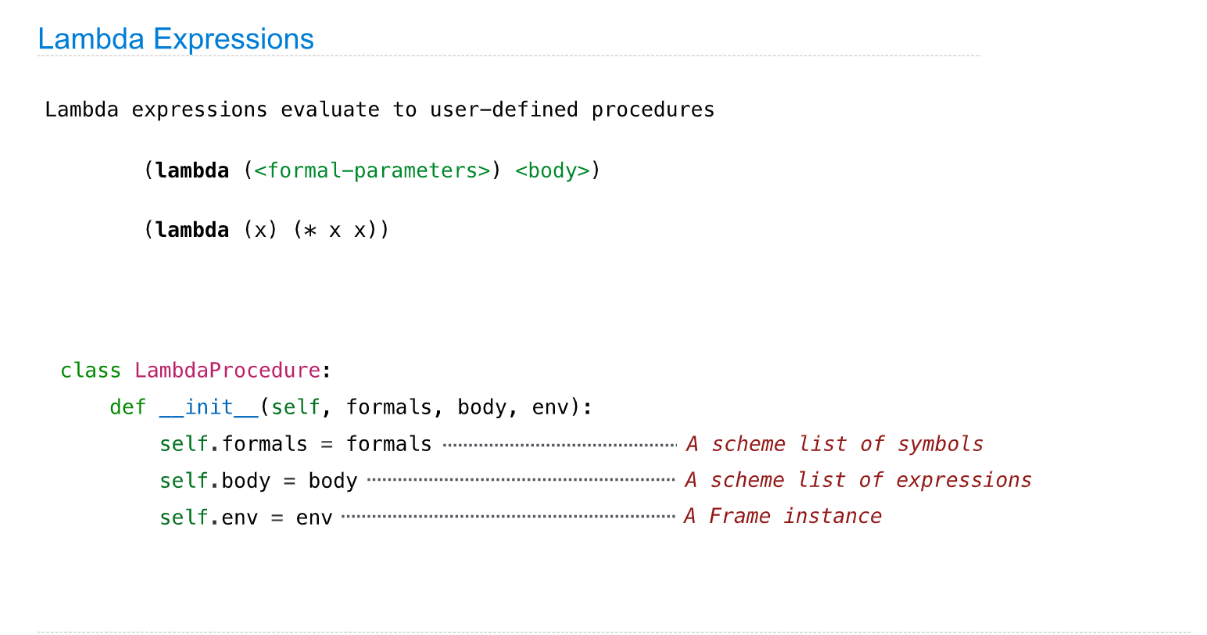 Lambda Expressions
Lambda expressions evaluate to user-defined procedures
(lambda (<formal-parameters>) <body>)
(lambda (x) (* x x))
class LambdaProcedure:
def __init__(self, formals, body, env):
self.formals = formals A scheme list of symbols
self.body = body A scheme list of expressions
self.env = env A Frame instance